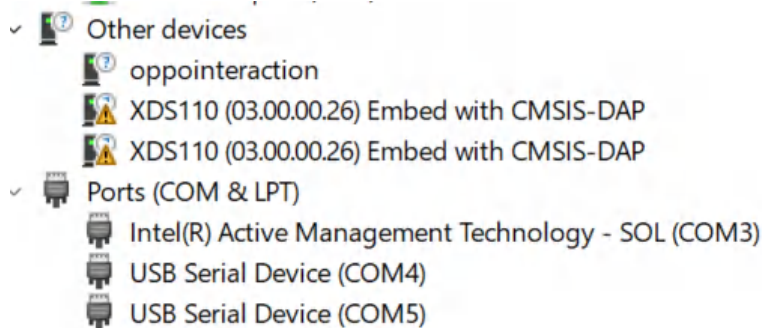 Other devices
oppointeraction
XDS110 (03.00.00.26) Embed with CMSIS-DAP
XDS110 (03.00.00.26) Embed with CMSIS-DAP
Ports (COM & LPT)
Intel(R) Active Management Technology - SOL (COM3)
USB Serial Device (COM4)
USB Serial Device (COM5)